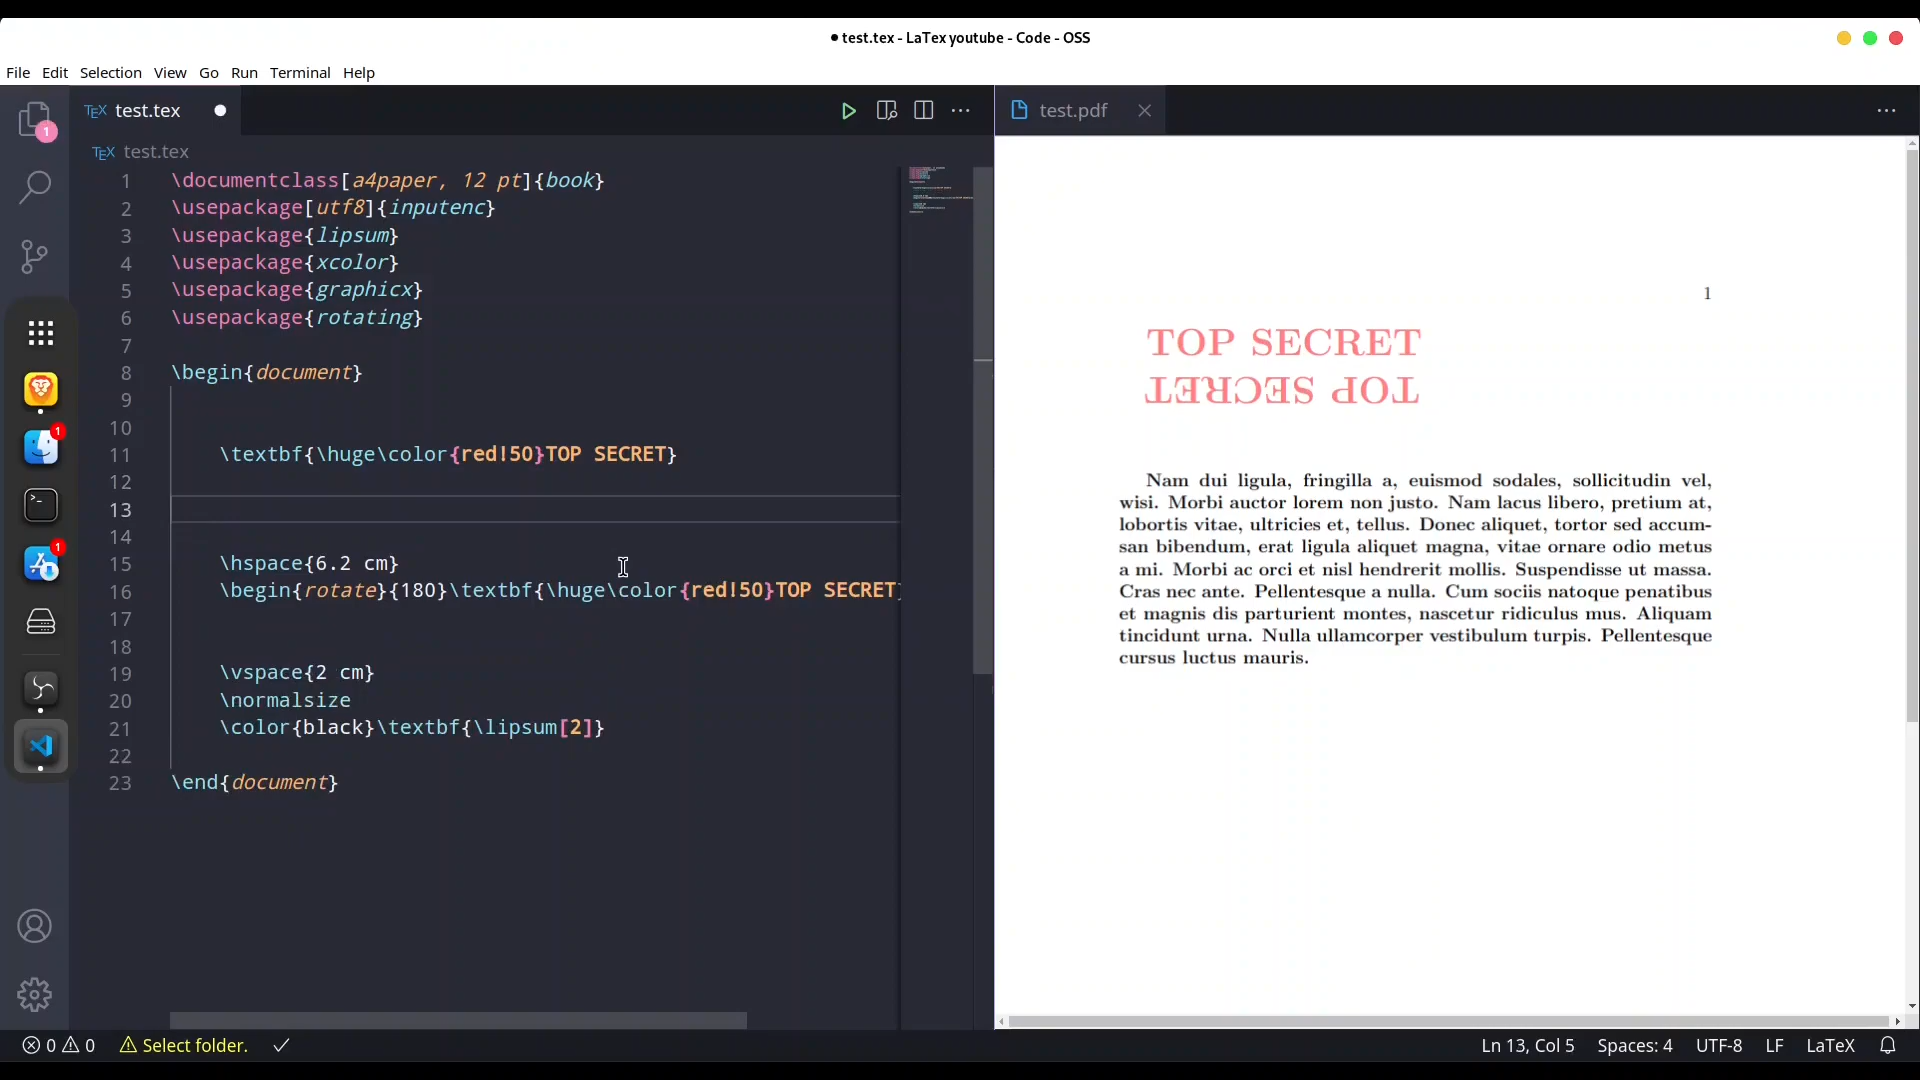 ● test.tex - LaTex youtube - Code - OSS
File Edit Selection View Go Run Terminal Help
TEX test.tex
test.pdf
1
TEX test.tex
1 \documentclass[a4paper, 12 pt]{book}
2 \usepackage[utf8]{inputenc}
3 \usepackage{lipsum}
4 \usepackage{xcolor}
5 \usepackage{graphicx}
6 \usepackage{rotating}
7
8 \begin{document}
9
10
11 \textbf{\huge\color{red!50}TOP SECRET}
12
13
14
15 \hspace{6.2 cm}
16 \begin{rotate}{180}\textbf{\huge\color{red!50}TOP SECRET}
17
18
19 \vspace{2 cm}
20 \normalsize
21 \color{black}\textbf{\lipsum[2]}
22
23 \end{document}
1
1
1
TOP SECRET
TOP SECRET
Nam dui ligula, fringilla a, euismod sodales, sollicitudin vel,
wisi. Morbi auctor lorem non justo. Nam lacus libero, pretium at,
lobortis vitae, ultricies et, tellus. Donec aliquet, tortor sed accum-
san bibendum, erat ligula aliquet magna, vitae ornare odio metus
a mi. Morbi ac orci et nisl hendrerit mollis. Suspendisse ut massa.
Cras nec ante. Pellentesque a nulla. Cum sociis natoque penatibus
et magnis dis parturient montes, nascetur ridiculus mus. Aliquam
tincidunt urna. Nulla ullamcorper vestibulum turpis. Pellentesque
cursus luctus mauris.
0 0 Select folder. Ln 13, Col 5 Spaces: 4 UTF-8 LF LaTeX